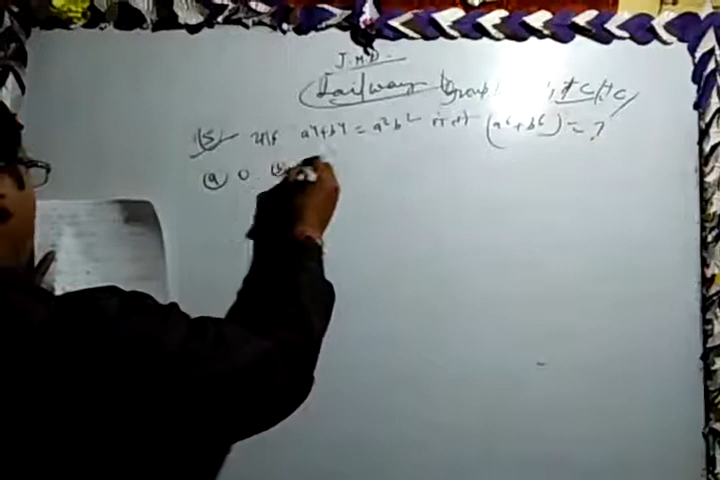 J.M.D.
Railway Group
(15) यदि a⁴+b⁴ = a²b² (a⁶+b⁶) = ?
(a) 0